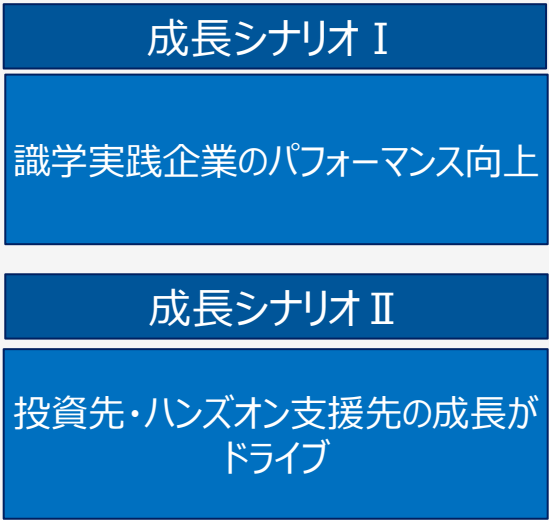 成長シナリオⅠ
識学実践企業のパフォーマンス向上
成長シナリオⅡ
投資先・ハンズオン支援先の成長が
ドライブ